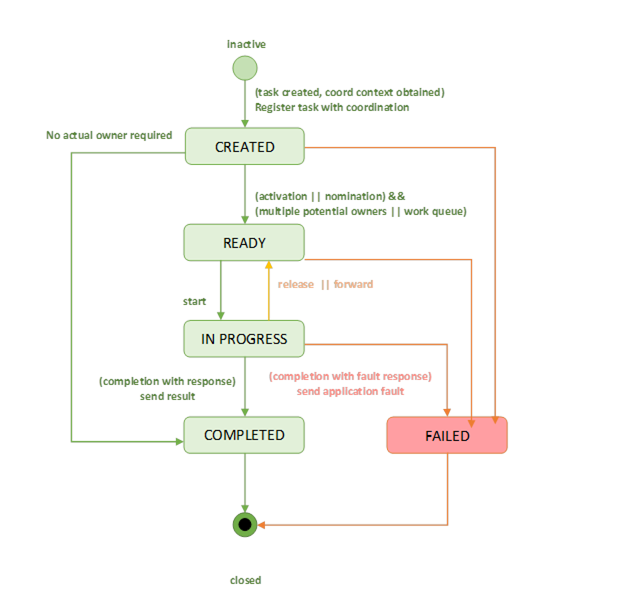 inactive
(task created, coord context obtained)
Register task with coordination
No actual owner required
CREATED
(activation || nomination) &&
(multiple potential owners || work queue)
READY
release || forward
start
IN PROGRESS
(completion with response)
send result
(completion with fault response)
send application fault
COMPLETED
FAILED
closed